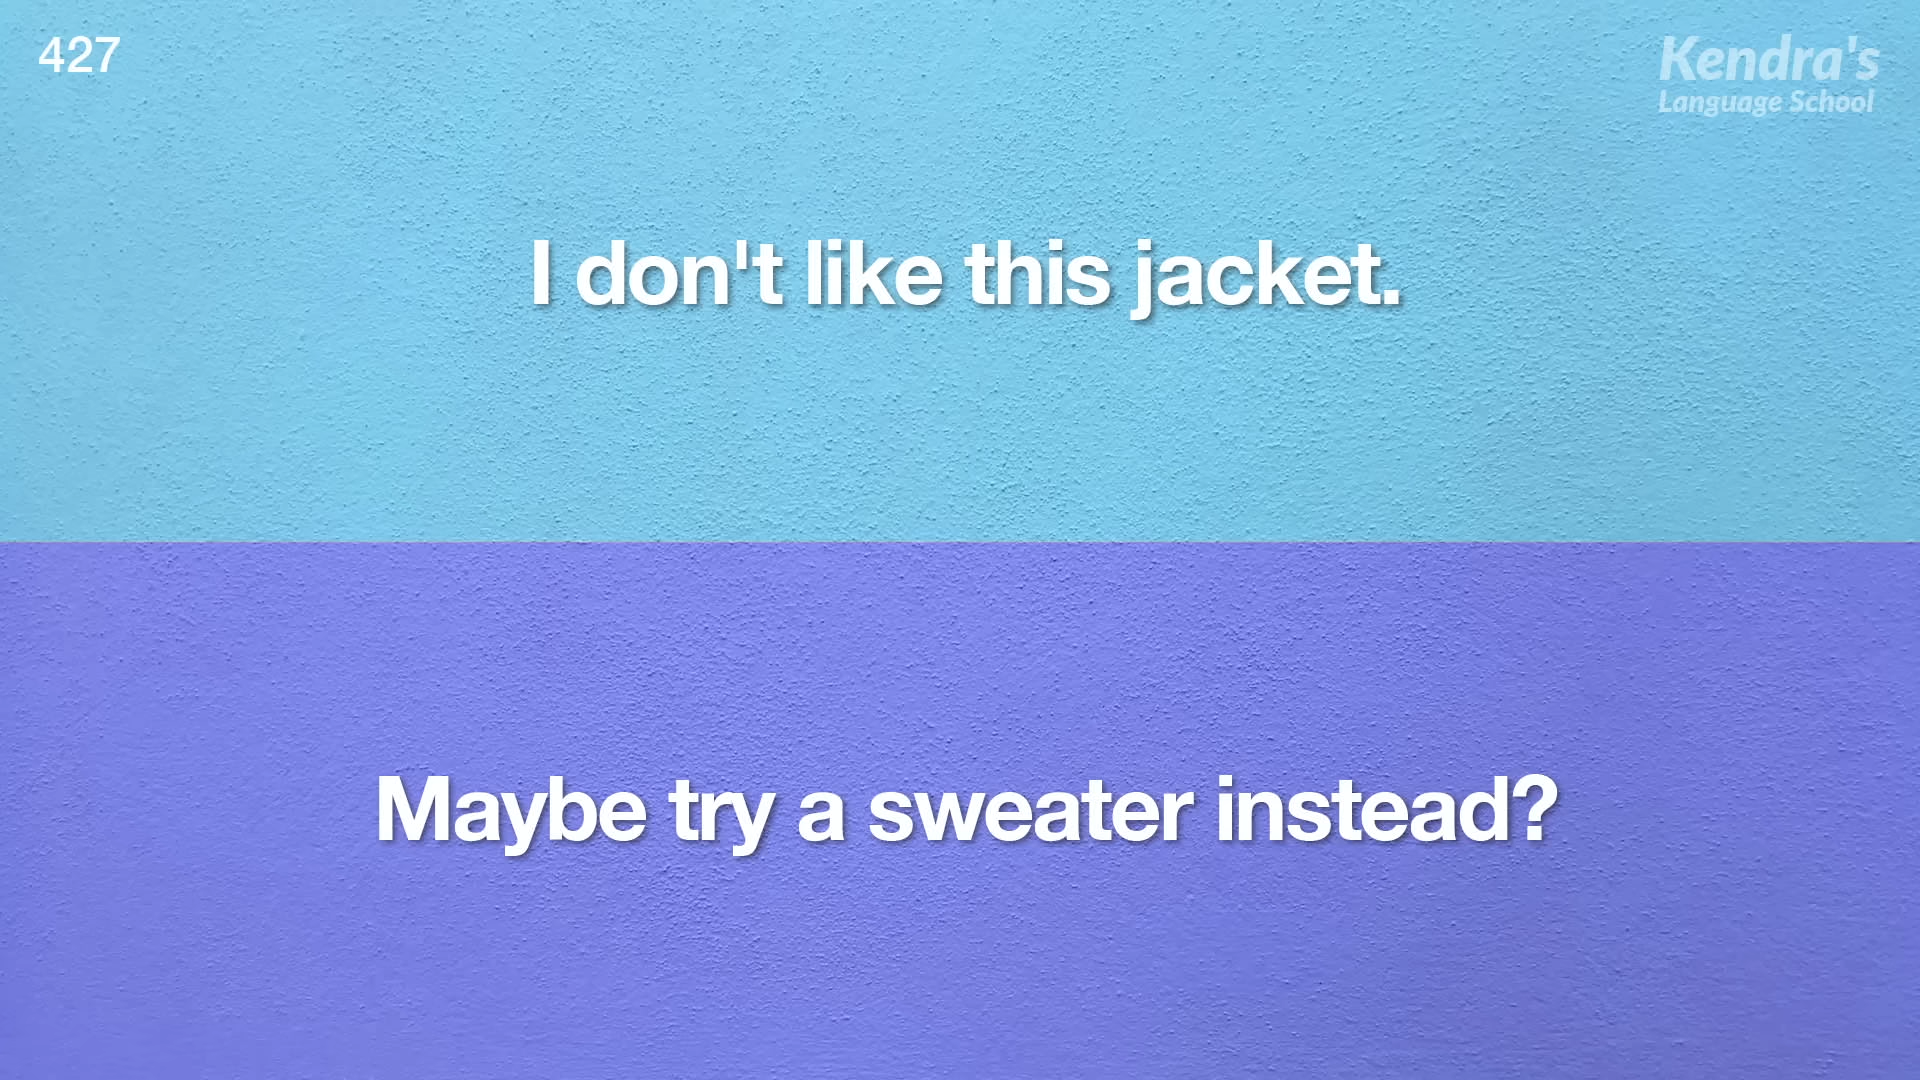 427
Kendra's
Language School
I don't like this jacket.
Maybe try a sweater instead?